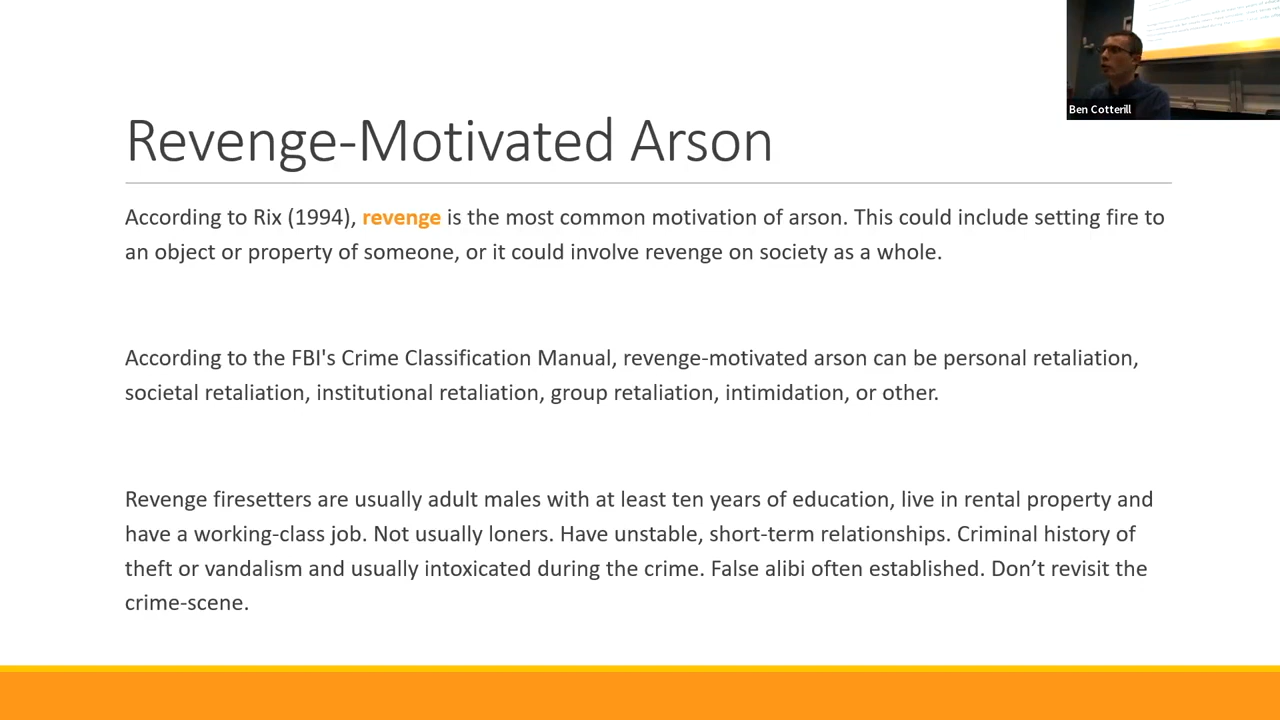 Ben Cotterill
Revenge-Motivated Arson
According to Rix (1994), revenge is the most common motivation of arson. This could include setting fire to
an object or property of someone, or it could involve revenge on society as a whole.
According to the FBI's Crime Classification Manual, revenge-motivated arson can be personal retaliation,
societal retaliation, institutional retaliation, group retaliation, intimidation, or other.
Revenge firesetters are usually adult males with at least ten years of education, live in rental property and
have a working-class job. Not usually loners. Have unstable, short-term relationships. Criminal history of
theft or vandalism and usually intoxicated during the crime. False alibi often established. Don’t revisit the
crime-scene.